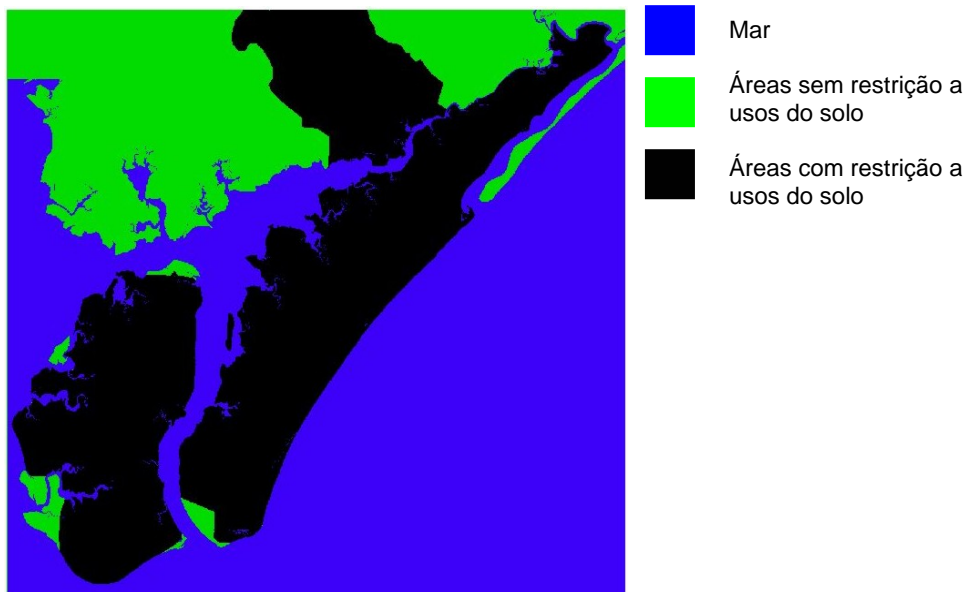 Mar
Áreas sem restrição a
usos do solo
Áreas com restrição a
usos do solo